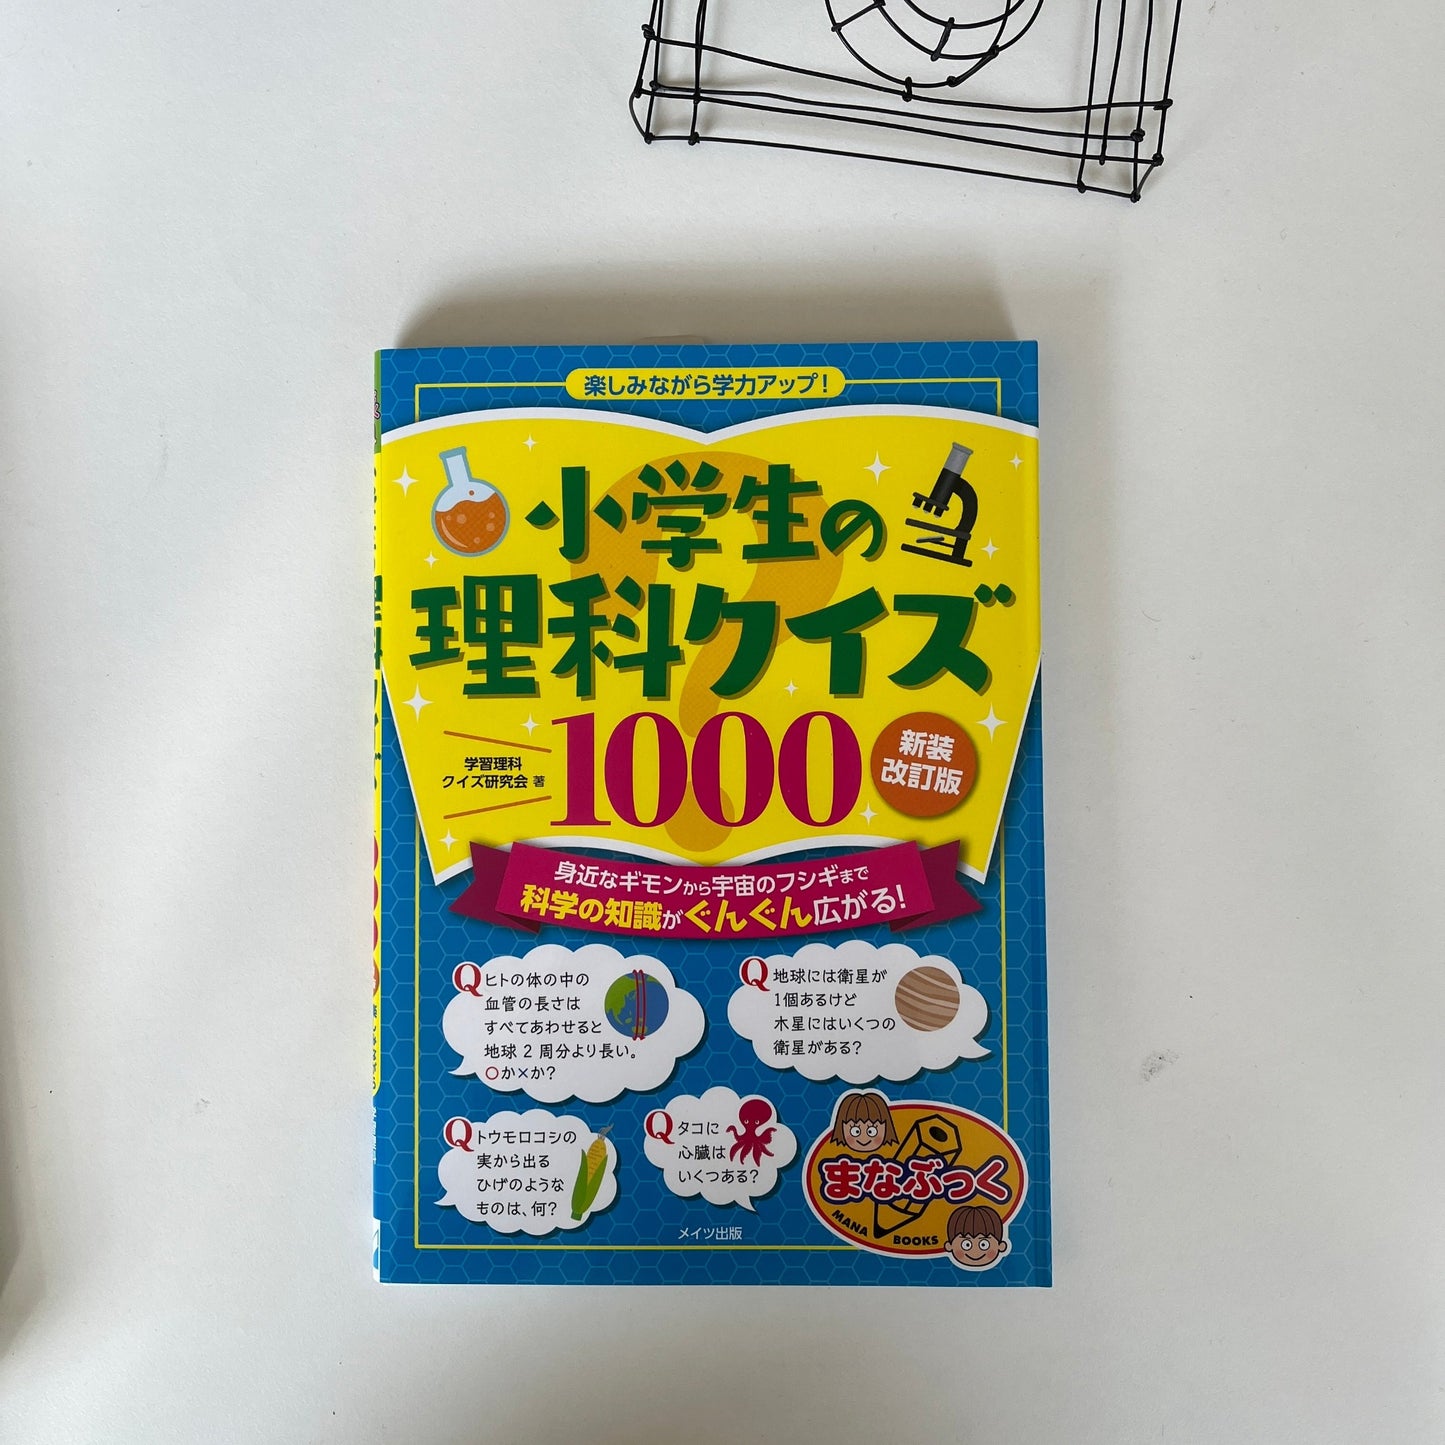 楽しみながら学力アップ!
小学生の
理科クイズ
1000
学習理科
クイズ研究会 著
新装
改訂版
身近なギモンから宇宙のフシギまで
科学の知識がぐんぐん広がる!
Qヒトの体の中の
血管の長さは
すべてあわせると
地球2周分より長い。
○か×か?
Q地球には衛星が
1個あるけど
木星にはいくつの
衛星がある?
Qトウモロコシの
実から出る
ひげのような
ものは、何?
Qタコに
心臓は
いくつある?
まなぶっく
MANA BOOKS
メイツ出版